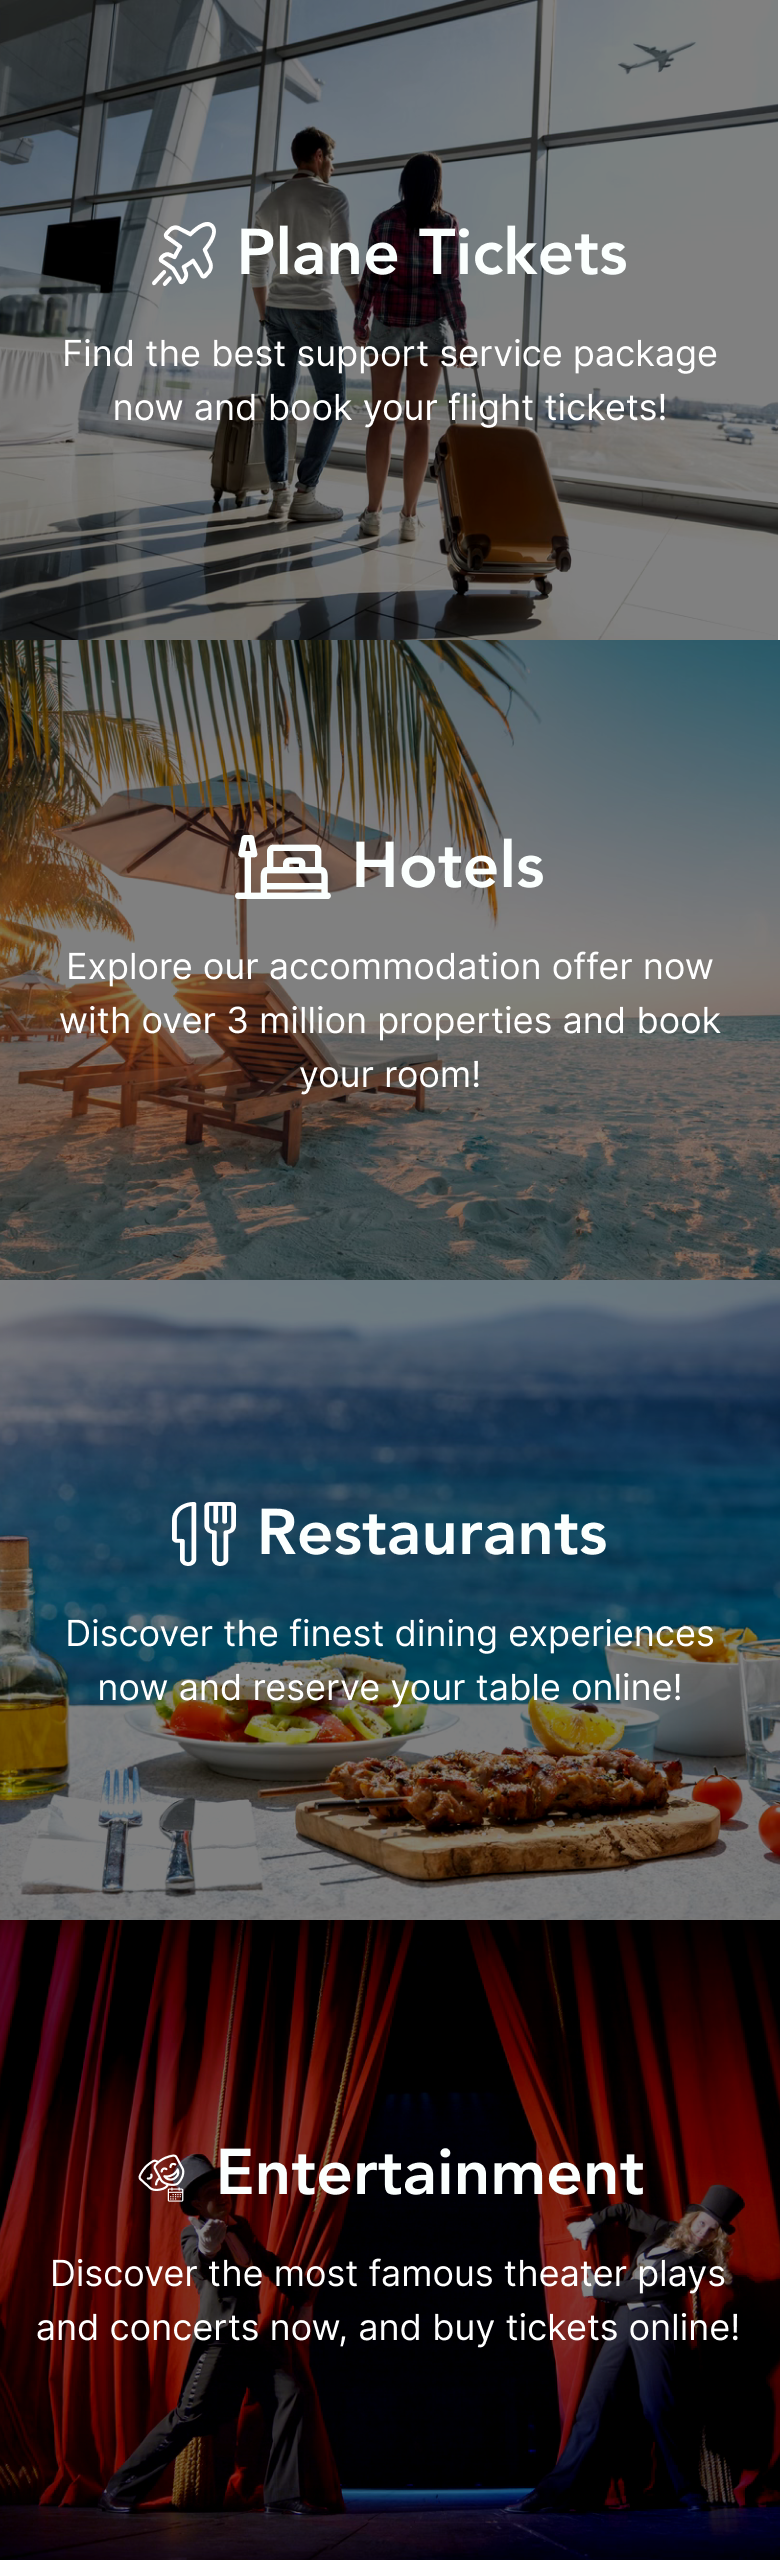 Plane Tickets
Find the best support service package
now and book your flight tickets!
Hotels
Explore our accommodation offer now
with over 3 million properties and book
your room!
Restaurants
Discover the finest dining experiences
now and reserve your table online!
Entertainment
Discover the most famous theater plays
and concerts now, and buy tickets online!